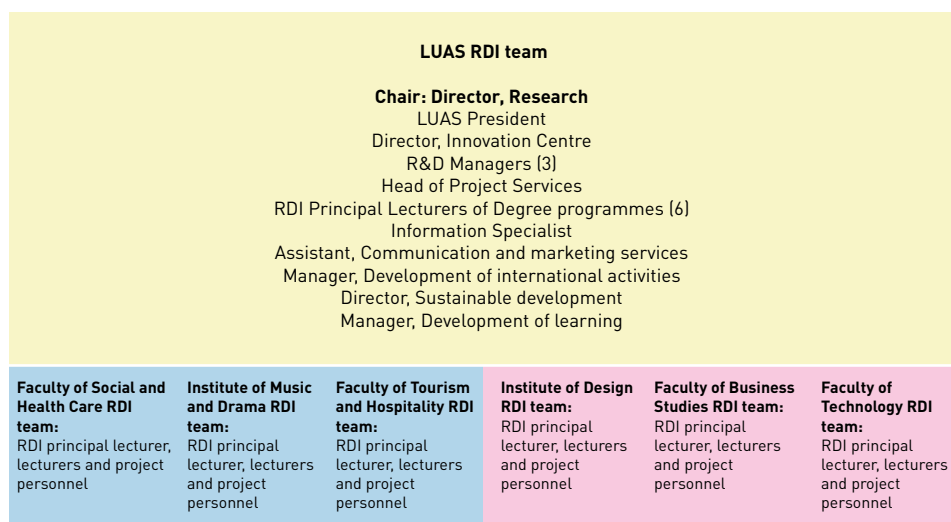 LUAS RDI team
Chair: Director, Research
LUAS President
Director, Innovation Centre
R&D Managers (3)
Head of Project Services
RDI Principal Lecturers of Degree programmes (6)
Information Specialist
Assistant, Communication and marketing services
Manager, Development of international activities
Director, Sustainable development
Manager, Development of learning
Faculty of Social and
Health Care RDI
team:
RDI principal lecturer,
lecturers and project
personnel
Institute of Music
and Drama RDI
team:
RDI principal
lecturer, lecturers
and project
personnel
Faculty of Tourism
and Hospitality RDI
team:
RDI principal
lecturer, lecturers
and project
personnel
Institute of Design
RDI team:
RDI principal
lecturer, lecturers
and project
personnel
Faculty of Business
Studies RDI team:
RDI principal
lecturer, lecturers
and project
personnel
Faculty of
Technology RDI
team:
RDI principal
lecturer, lecturers
and project
personnel